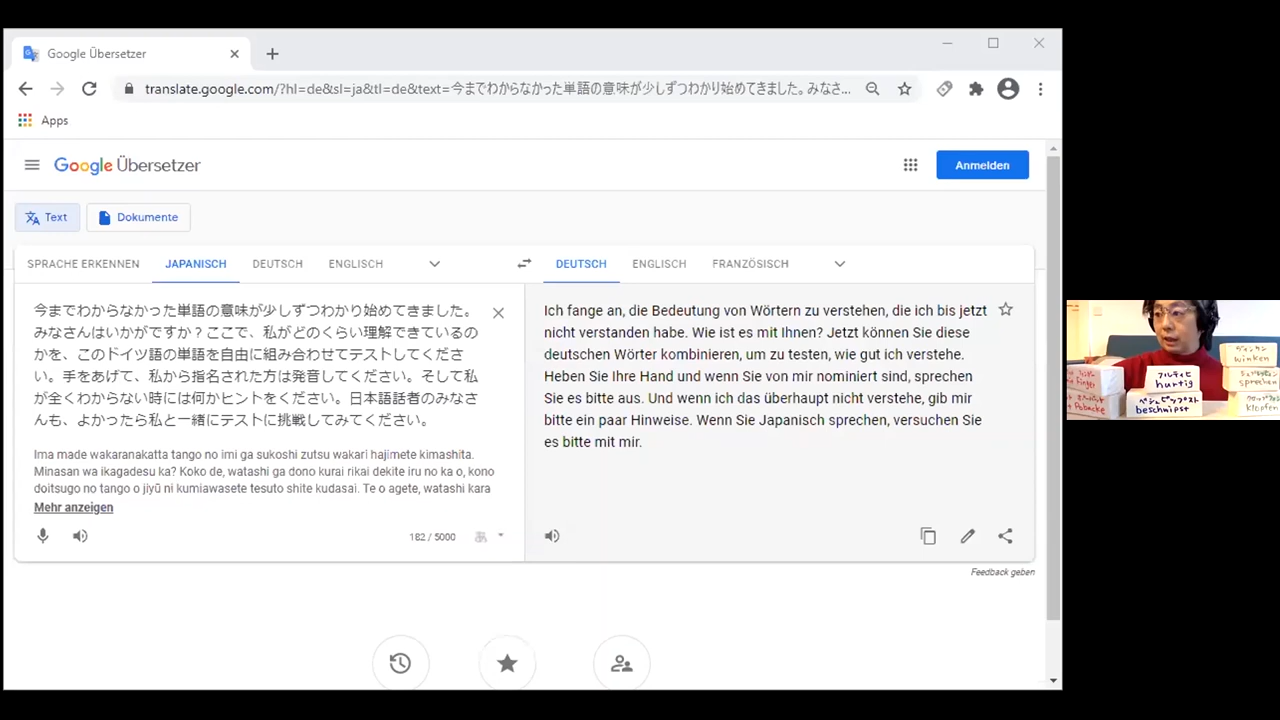 Google Übersetzer
translate.google.com/?hl=de&sl=ja&tl=de&text=今までわからなかった単語の意味が少しずつわかり始めてきました。みなさ...
Apps
Google Übersetzer
Anmelden
Text
Dokumente
SPRACHE ERKENNEN JAPANISCH DEUTSCH ENGLISCH
DEUTSCH ENGLISCH FRANZÖSISCH
今までわからなかった単語の意味が少しずつわかり始めてきました。
みなさんはいかがですか？ここで、私がどのくらい理解できているの
かを、このドイツ語の単語を自由に組み合わせてテストしてくださ
い。手をあげて、私から指名された方は発音してください。そして私
が全くわからない時には何かヒントをください。日本語話者のみなさ
んも、よかったら私と一緒にテストに挑戦してみてください。
Ima made wakaranakatta tango no imi ga sukoshi zutsu wakari hajimete kimashita.
Minasan wa ikagadesu ka? Koko de, watashi ga dono kurai rikai dekite iru no ka o, kono
doitsugo no tango o jiyū ni kumiawasete tesuto shite kudasai. Te o agete, watashi kara
Mehr anzeigen
182 / 5000
Ich fange an, die Bedeutung von Wörtern zu verstehen, die ich bis jetzt
nicht verstanden habe. Wie ist es mit Ihnen? Jetzt können Sie diese
deutschen Wörter kombinieren, um zu testen, wie gut ich verstehe.
Heben Sie Ihre Hand und wenn Sie von mir nominiert sind, sprechen
Sie es bitte aus. Und wenn ich das überhaupt nicht verstehe, gib mir
bitte ein paar Hinweise. Wenn Sie Japanisch sprechen, versuchen Sie
es bitte mit mir.
Feedback geben
winken
hurtig
sprechen
beschwipst
klopfen